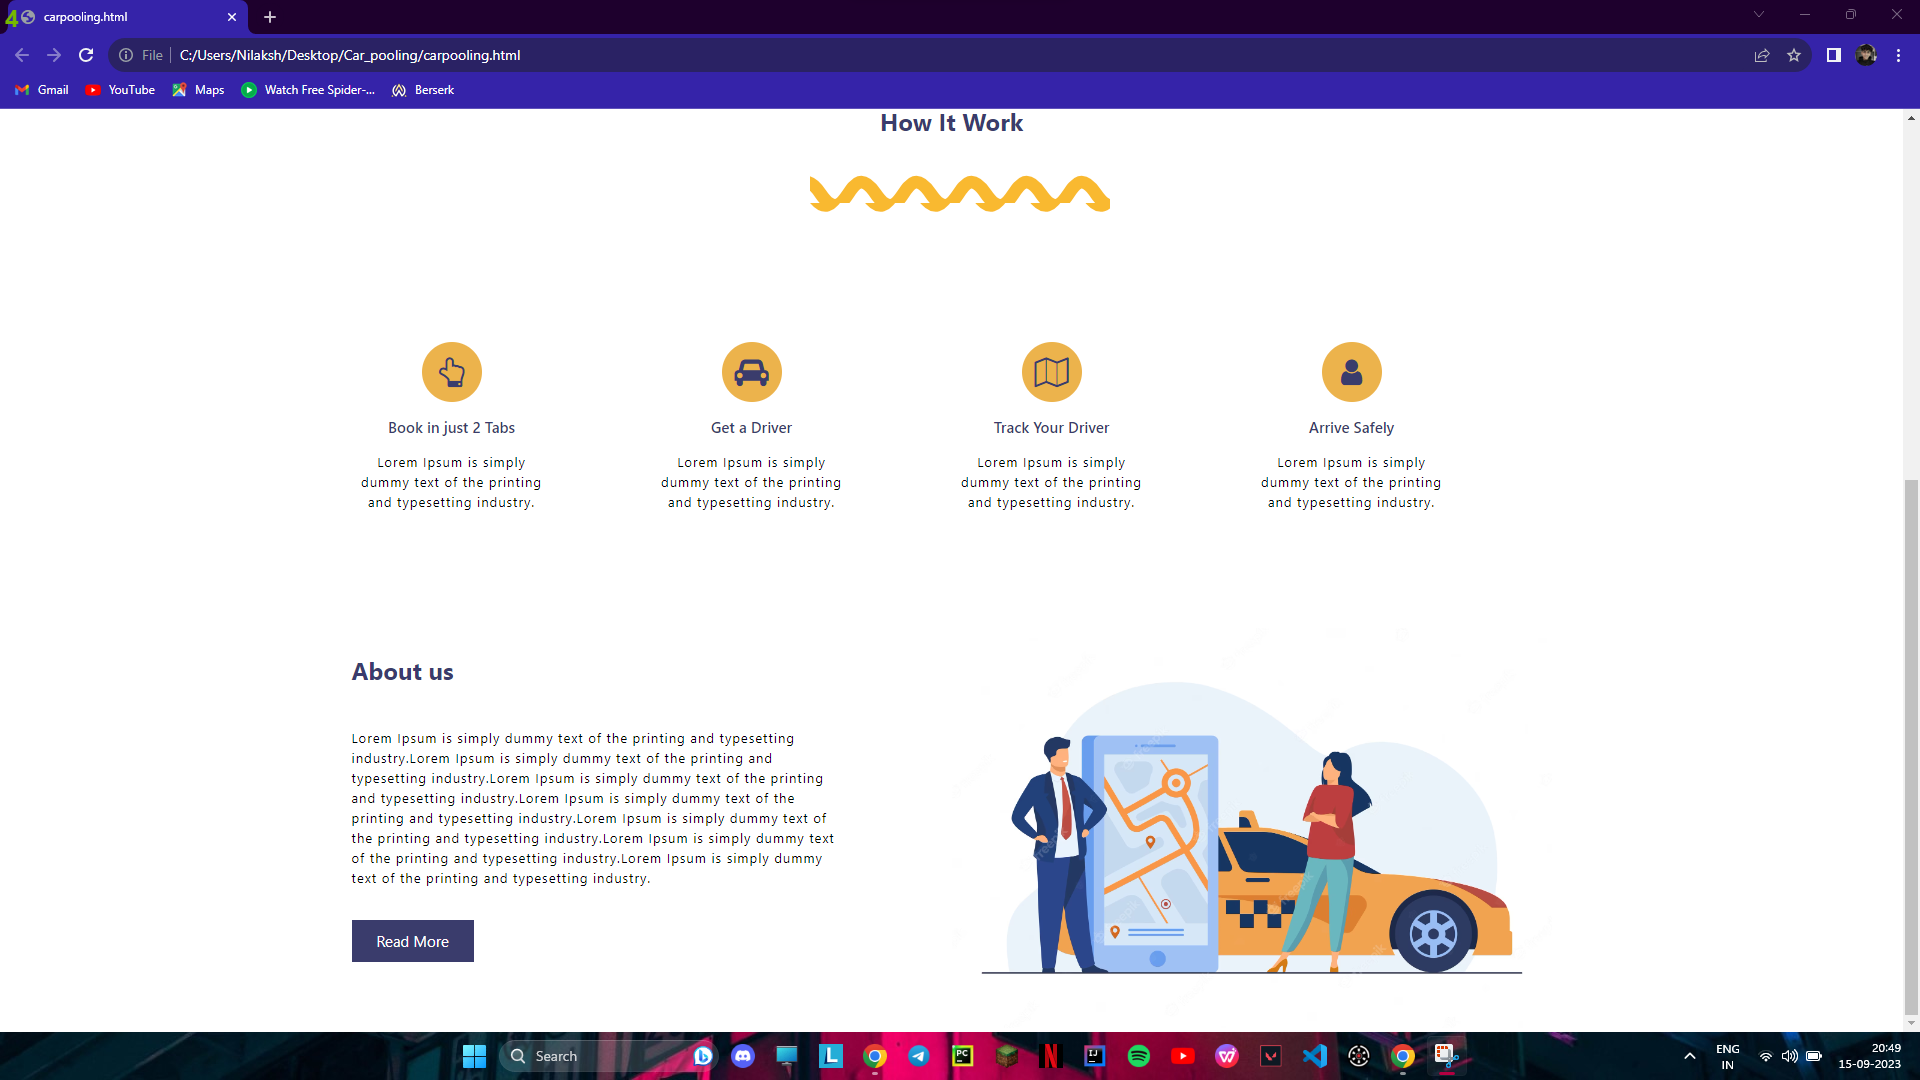 4
carpooling.html
File
C:/Users/Nilaksh/Desktop/Car_pooling/carpooling.html
Gmail
YouTube
Maps
Watch Free Spider-...
Berserk
How It Work
Book in just 2 Tabs
Get a Driver
Track Your Driver
Arrive Safely
Lorem Ipsum is simply
dummy text of the printing
and typesetting industry.
Lorem Ipsum is simply
dummy text of the printing
and typesetting industry.
Lorem Ipsum is simply
dummy text of the printing
and typesetting industry.
Lorem Ipsum is simply
dummy text of the printing
and typesetting industry.
About us
Lorem Ipsum is simply dummy text of the printing and typesetting
industry.Lorem Ipsum is simply dummy text of the printing and
typesetting industry.Lorem Ipsum is simply dummy text of the printing
and typesetting industry.Lorem Ipsum is simply dummy text of the
printing and typesetting industry.Lorem Ipsum is simply dummy text of
the printing and typesetting industry.Lorem Ipsum is simply dummy text
of the printing and typesetting industry.Lorem Ipsum is simply dummy
text of the printing and typesetting industry.
Read More
Search
L
PC
N
IJ
ENG
IN
20:49
15-09-2023